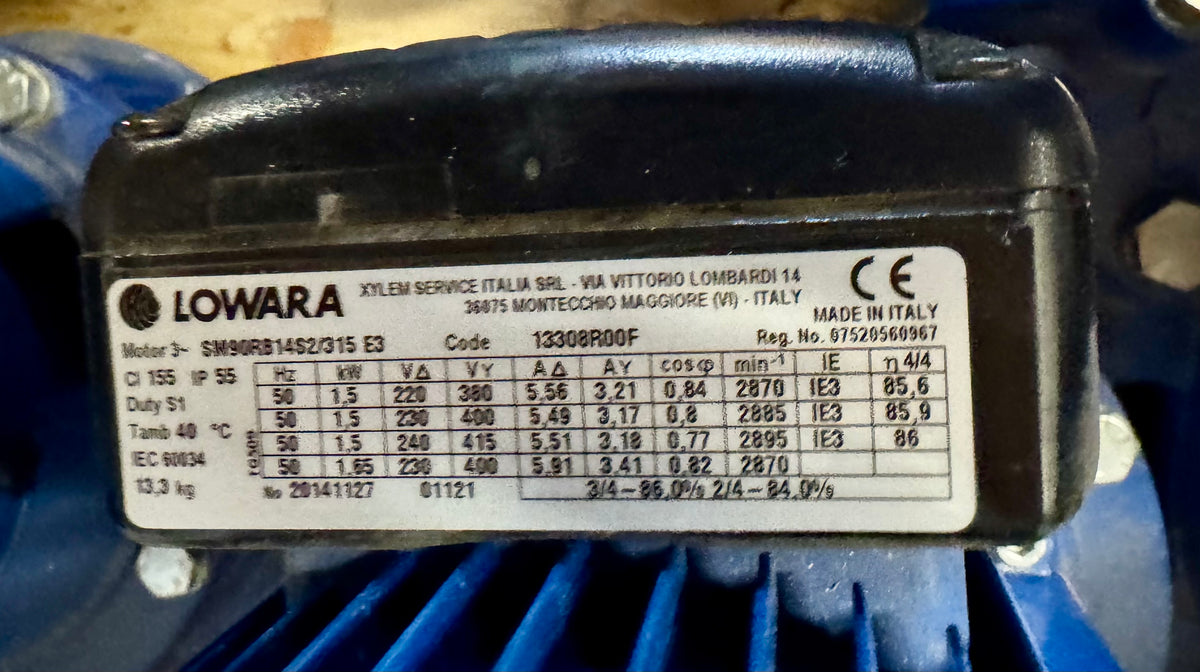 LOWARA
XYLEM SERVICE ITALIA SRL - VIA VITTORIO LOMBARDI 14
36075 MONTECCHIO MAGGIORE (VI) - ITALY
CE
MADE IN ITALY
Reg. No. 07520560967
Motor 3~ SM90RB14S2/315 E3 Code 13308R00F
Cl 155 IP 55
Duty S1
Tamb 40 °C
IEC 60034
13,3 kg
Hz kW V∆ VY A∆ AY cosφ min⁻¹ IE η 4/4
50 1,5 220 380 5,56 3,21 0,84 2870 IE3 85,6
50 1,5 230 400 5,49 3,17 0,8 2885 IE3 85,9
50 1,5 240 415 5,51 3,18 0,77 2895 IE3 86
50 1,65 230 400 5,91 3,41 0,82 2870
No 20141127 01121 3/4–86,0% 2/4–84,0%